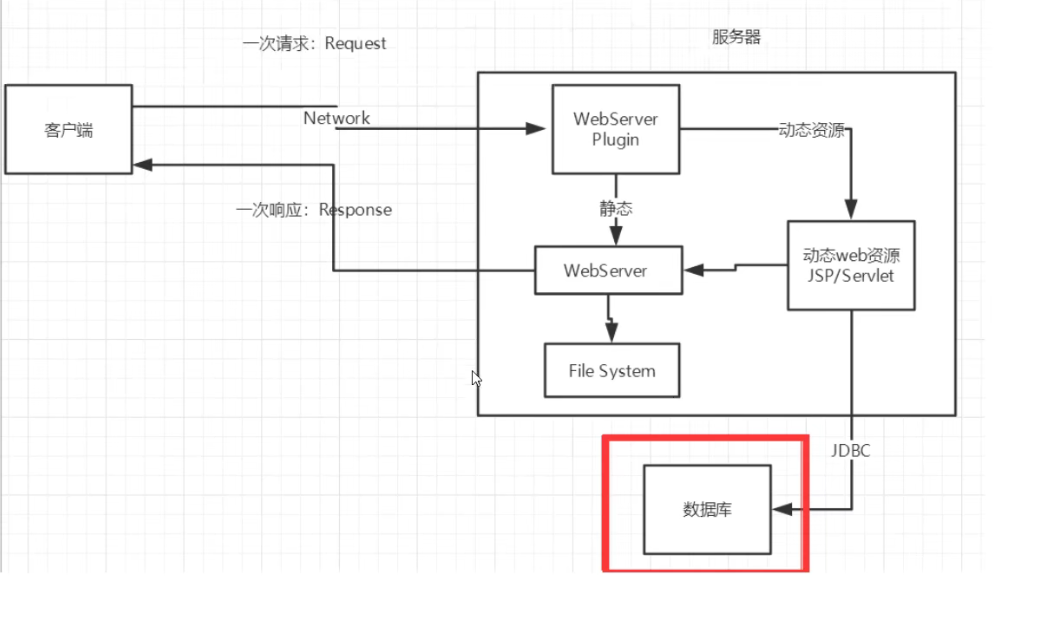 一次请求：Request
服务器
客户端
Network
WebServer
Plugin
动态资源
一次响应：Response
静态
WebServer
动态web资源
JSP/Servlet
File System
JDBC
数据库